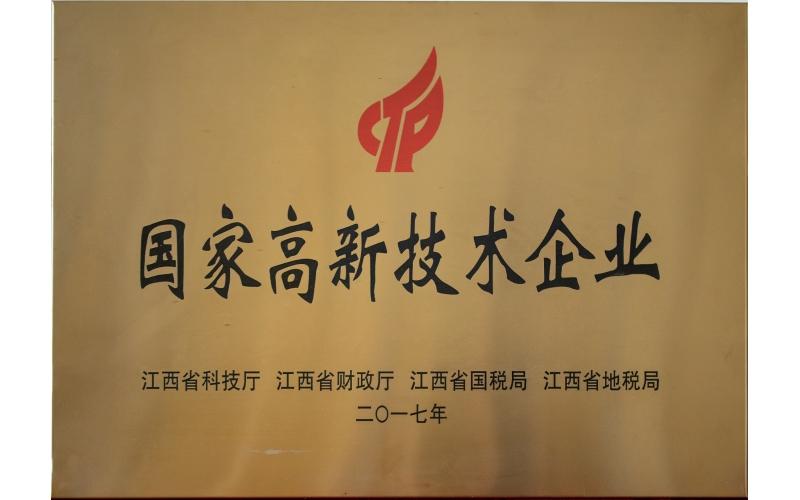 CTP
国家高新技术企业
江西省科技厅 江西省财政厅 江西省国税局 江西省地税局
二〇一七年